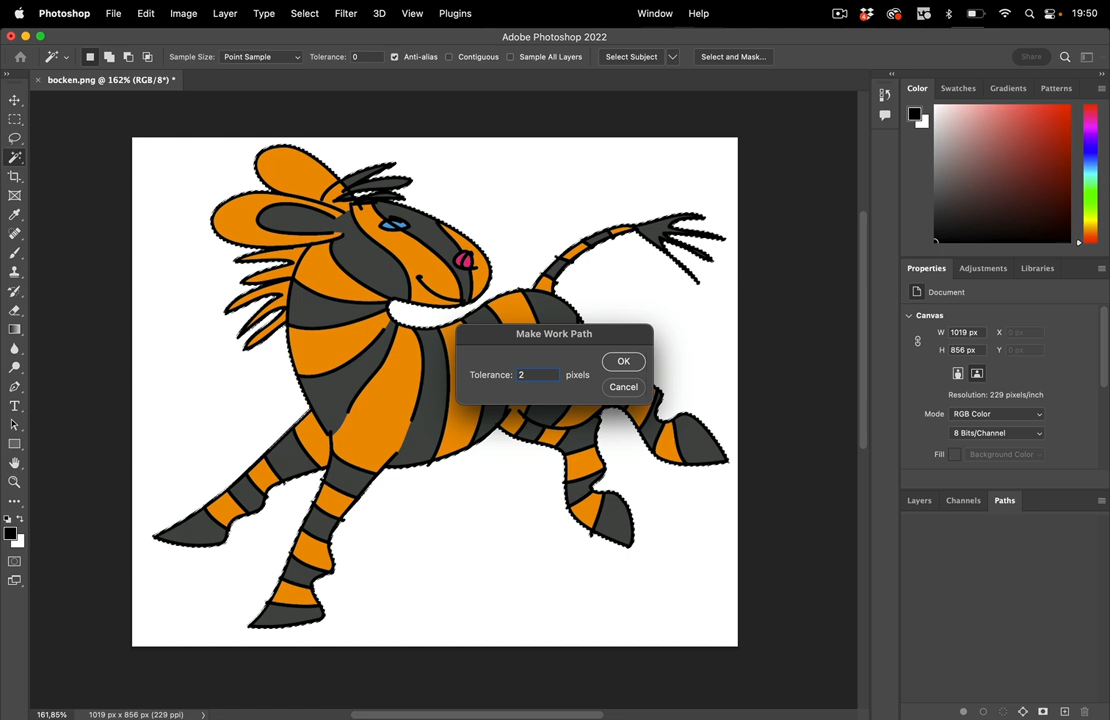 Photoshop File Edit Image Layer Type Select Filter 3D View Plugins Window Help 4 19:50
Adobe Photoshop 2022
Sample Size: Point Sample Tolerance: 0 Anti-alias Contiguous Sample All Layers Select Subject Select and Mask... Share
bocken.png @ 162% (RGB/8*) *
Color Swatches Gradients Patterns
Properties Adjustments Libraries
Document
Canvas
W 1019 px X 0 px
H 856 px Y 0 px
Resolution: 229 pixels/inch
Mode RGB Color
8 Bits/Channel
Fill Background Color
Layers Channels Paths
Make Work Path
OK
Tolerance: 2 pixels
Cancel
161,85% 1019 px x 856 px (229 ppi)